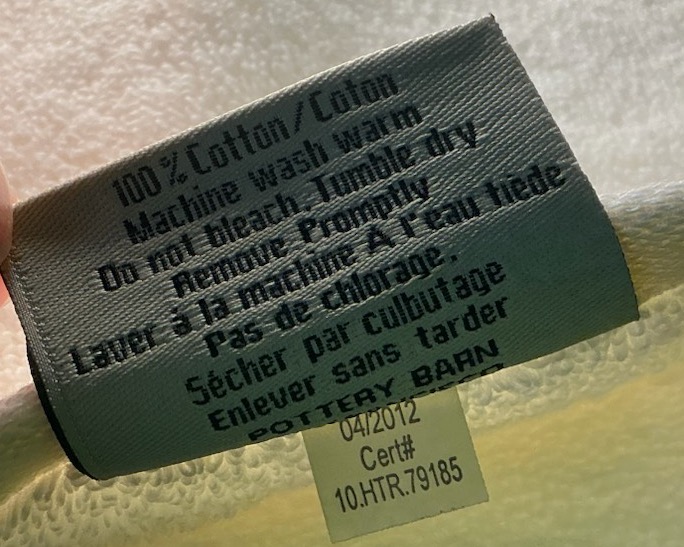 100% Cotton/Coton
Machine wash warm
Do not bleach. Tumble dry
Remove Promptly
Laver à la machine A l'eau tiède
Pas de chlorage.
Sécher par culbutage
Enlever sans tarder
POTTERY BARN
04/2012
Cert#
10.HTR.79185